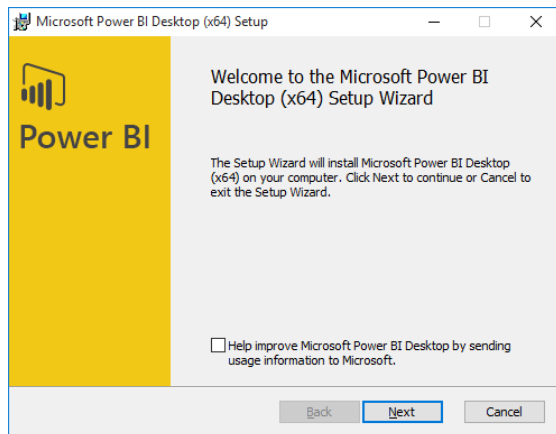 Microsoft Power BI Desktop (x64) Setup
Power BI
Welcome to the Microsoft Power BI
Desktop (x64) Setup Wizard
The Setup Wizard will install Microsoft Power BI Desktop
(x64) on your computer. Click Next to continue or Cancel to
exit the Setup Wizard.
Help improve Microsoft Power BI Desktop by sending
usage information to Microsoft.
Back
Next
Cancel